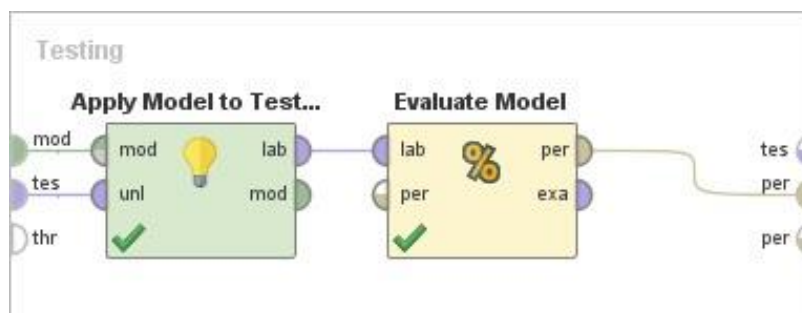 Testing
Apply Model to Test...
Evaluate Model
mod
mod
lab
lab
%
per
tes
tes
unl
mod
per
exa
per
thr
per